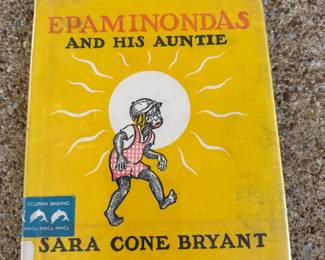 EPAMINONDAS
AND HIS AUNTIE
DOLPHIN BINDING
SARA CONE BRYANT